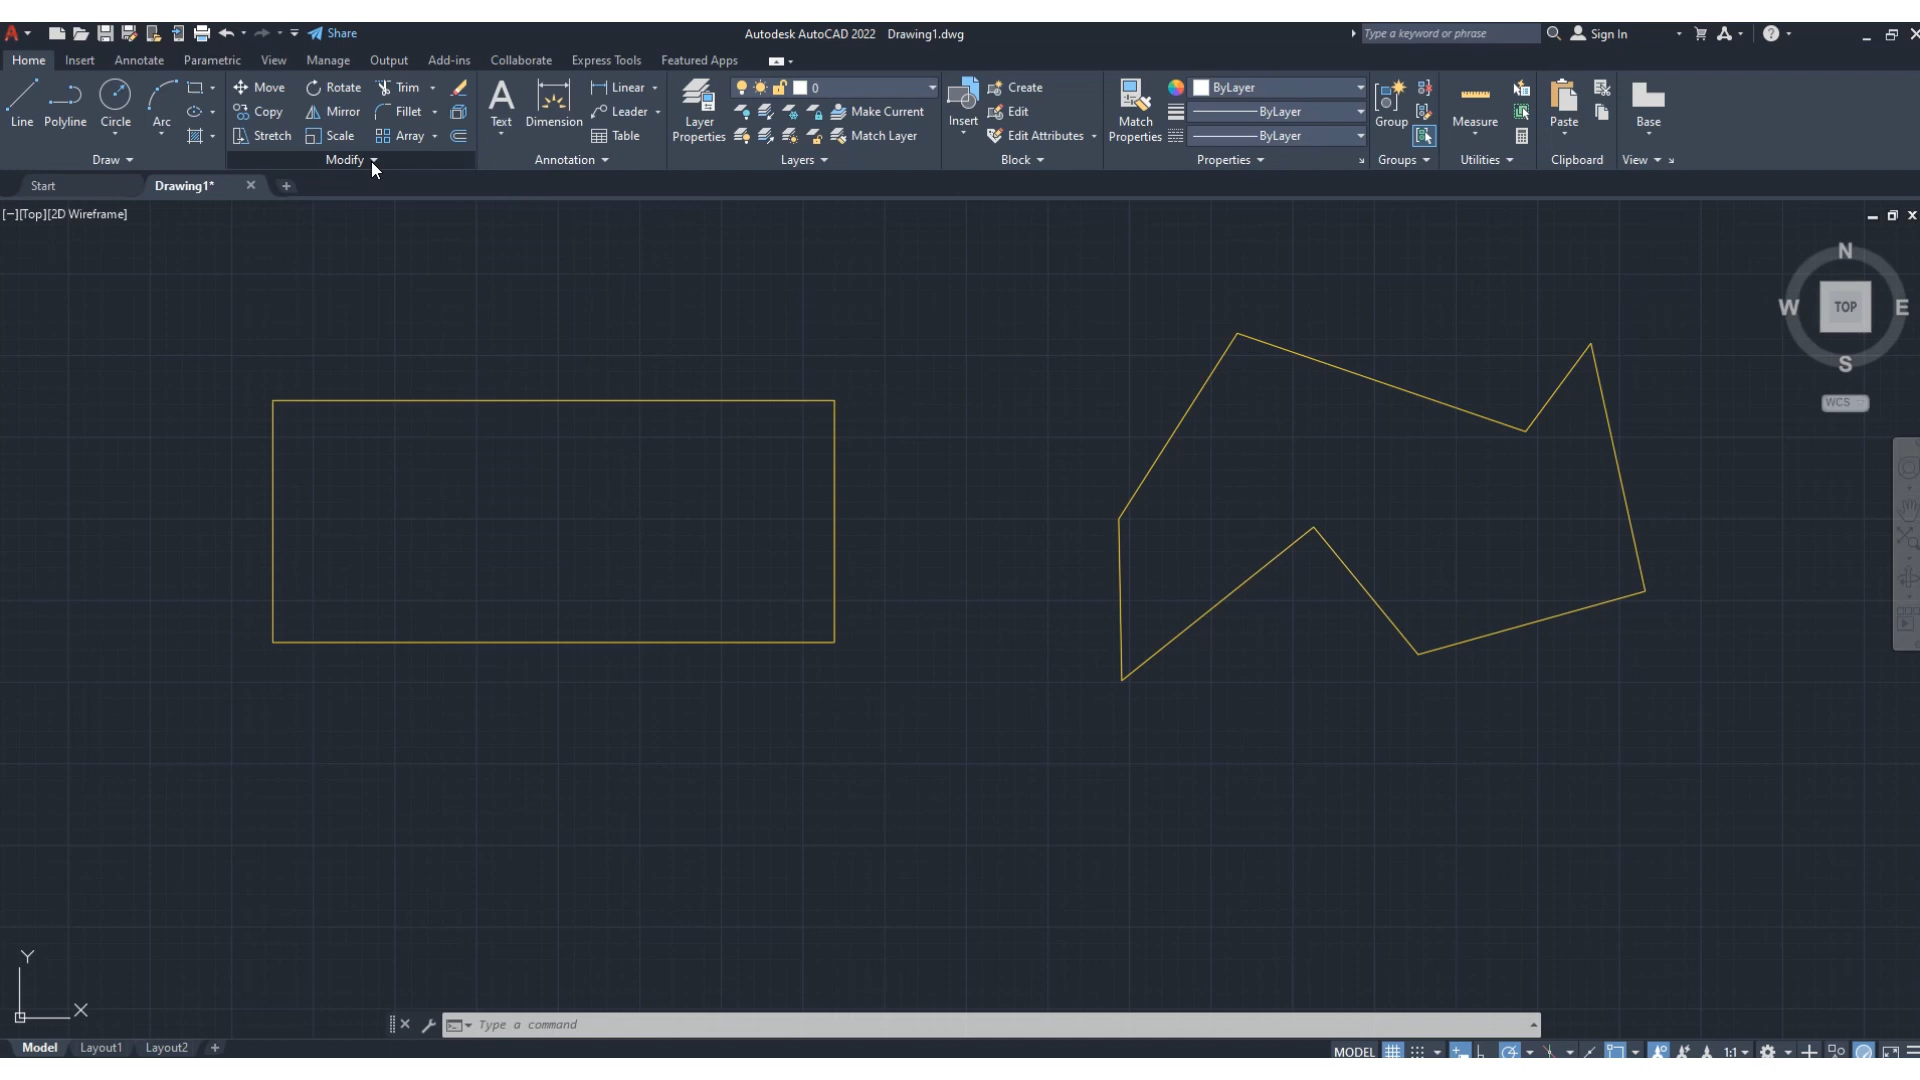 Share
Autodesk AutoCAD 2022 Drawing1.dwg
Type a keyword or phrase
Sign In
Home Insert Annotate Parametric View Manage Output Add-ins Collaborate Express Tools Featured Apps
Line Polyline Circle Arc
Draw
Move Rotate Trim
Copy Mirror Fillet
Stretch Scale Array
Modify
Text Dimension
Linear
Leader
Table
Annotation
Layer Properties
0
Make Current
Match Layer
Layers
Insert
Create
Edit
Edit Attributes
Block
Match Properties
ByLayer
ByLayer
ByLayer
Properties
Group
Groups
Measure
Utilities
Paste
Clipboard
Base
View
Start Drawing1*
[−][Top][2D Wireframe]
N
W TOP E
S
WCS
Y
X
Type a command
Model Layout1 Layout2
MODEL 1:1